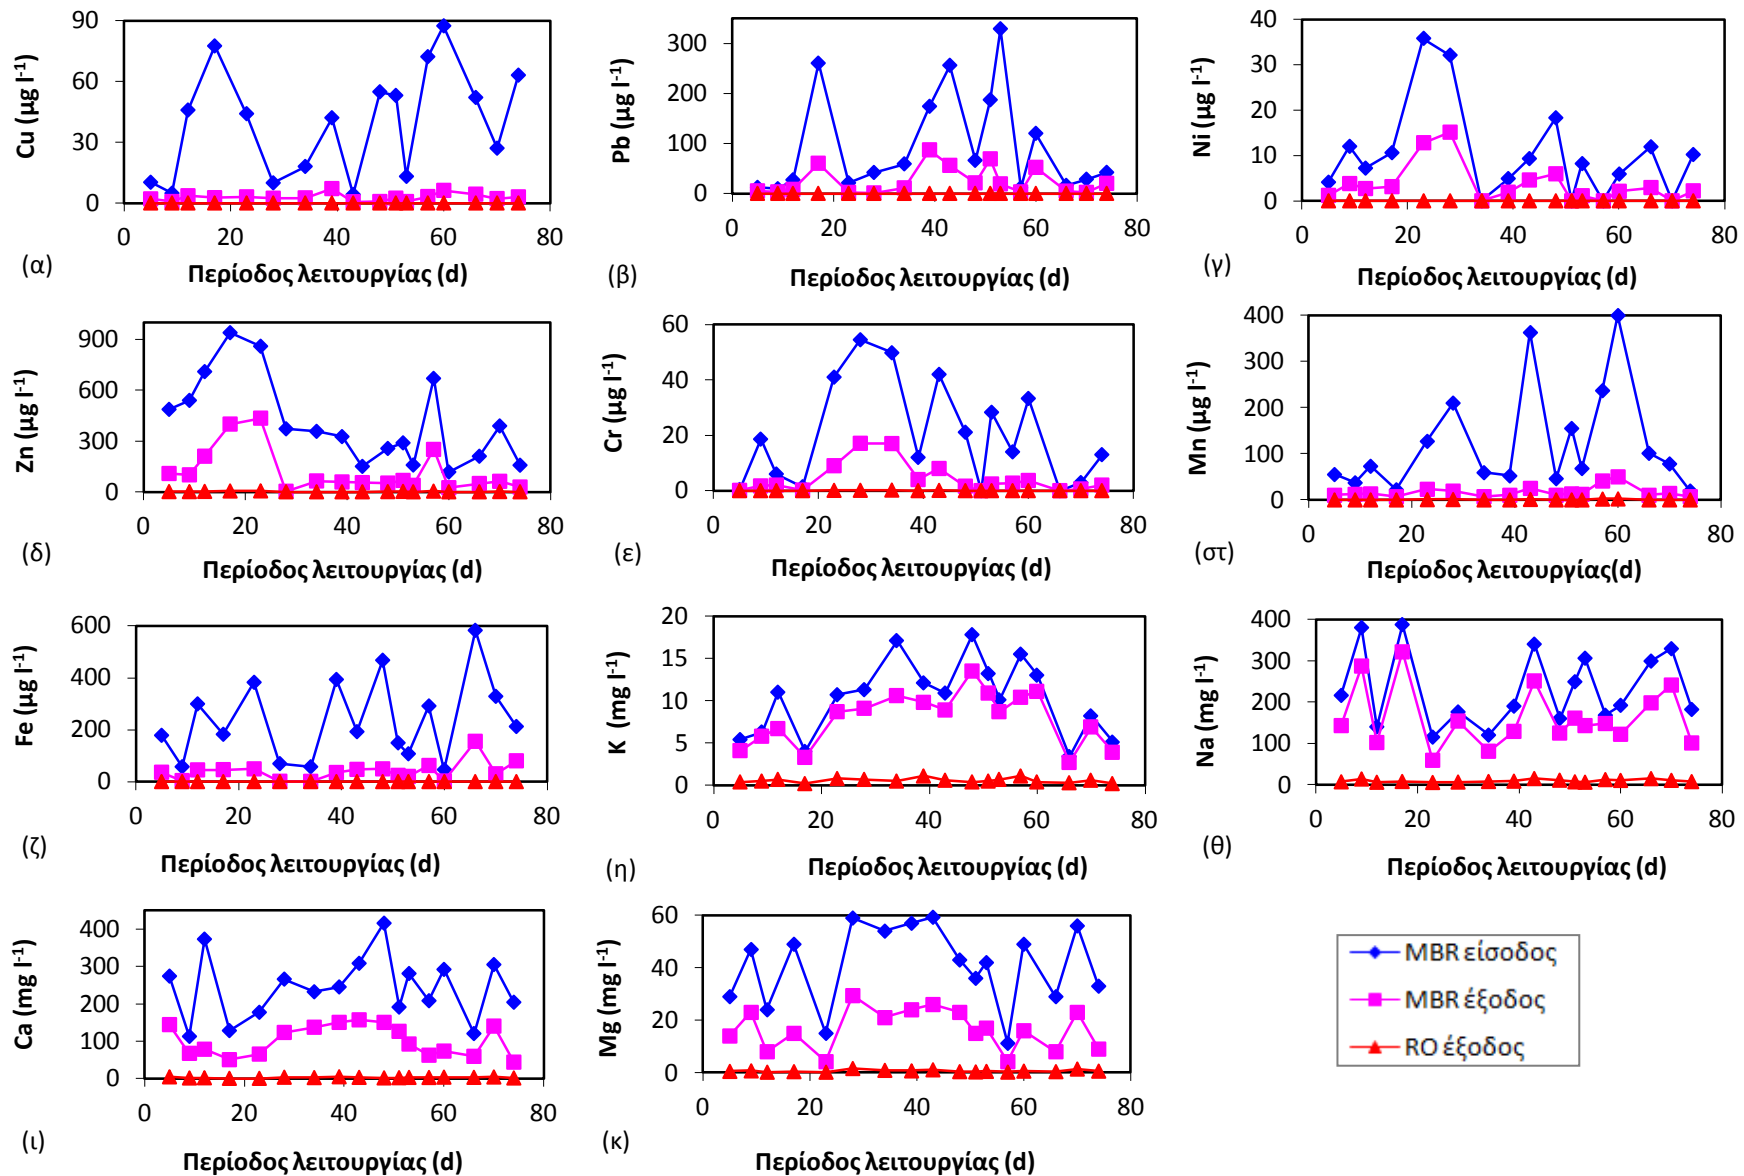 Cu (μg l-1)
90
60
30
0
0 20 40 60 80
(α)
Περίοδος λειτουργίας (d)
Pb (μg l-1)
300
200
100
0
0 20 40 60 80
(β)
Περίοδος λειτουργίας (d)
Ni (μg l-1)
40
30
20
10
0
0 20 40 60 80
(γ)
Περίοδος λειτουργίας (d)
Zn (μg l-1)
900
600
300
0
0 20 40 60 80
(δ)
Περίοδος λειτουργίας (d)
Cr (μg l-1)
60
40
20
0
0 20 40 60 80
(ε)
Περίοδος λειτουργίας (d)
Mn (μg l-1)
400
300
200
100
0
0 20 40 60 80
(στ)
Περίοδος λειτουργίας(d)
Fe (μg l-1)
600
400
200
0
0 20 40 60 80
(ζ)
Περίοδος λειτουργίας (d)
K (mg l-1)
20
15
10
5
0
0 20 40 60 80
(η)
Περίοδος λειτουργίας (d)
Na (mg l-1)
400
300
200
100
0
0 20 40 60 80
(θ)
Περίοδος λειτουργίας (d)
Ca (mg l-1)
400
300
200
100
0
0 20 40 60 80
(ι)
Περίοδος λειτουργίας (d)
Mg (mg l-1)
60
40
20
0
0 20 40 60 80
(κ)
Περίοδος λειτουργίας (d)
MBR είσοδος
MBR έξοδος
RO έξοδος